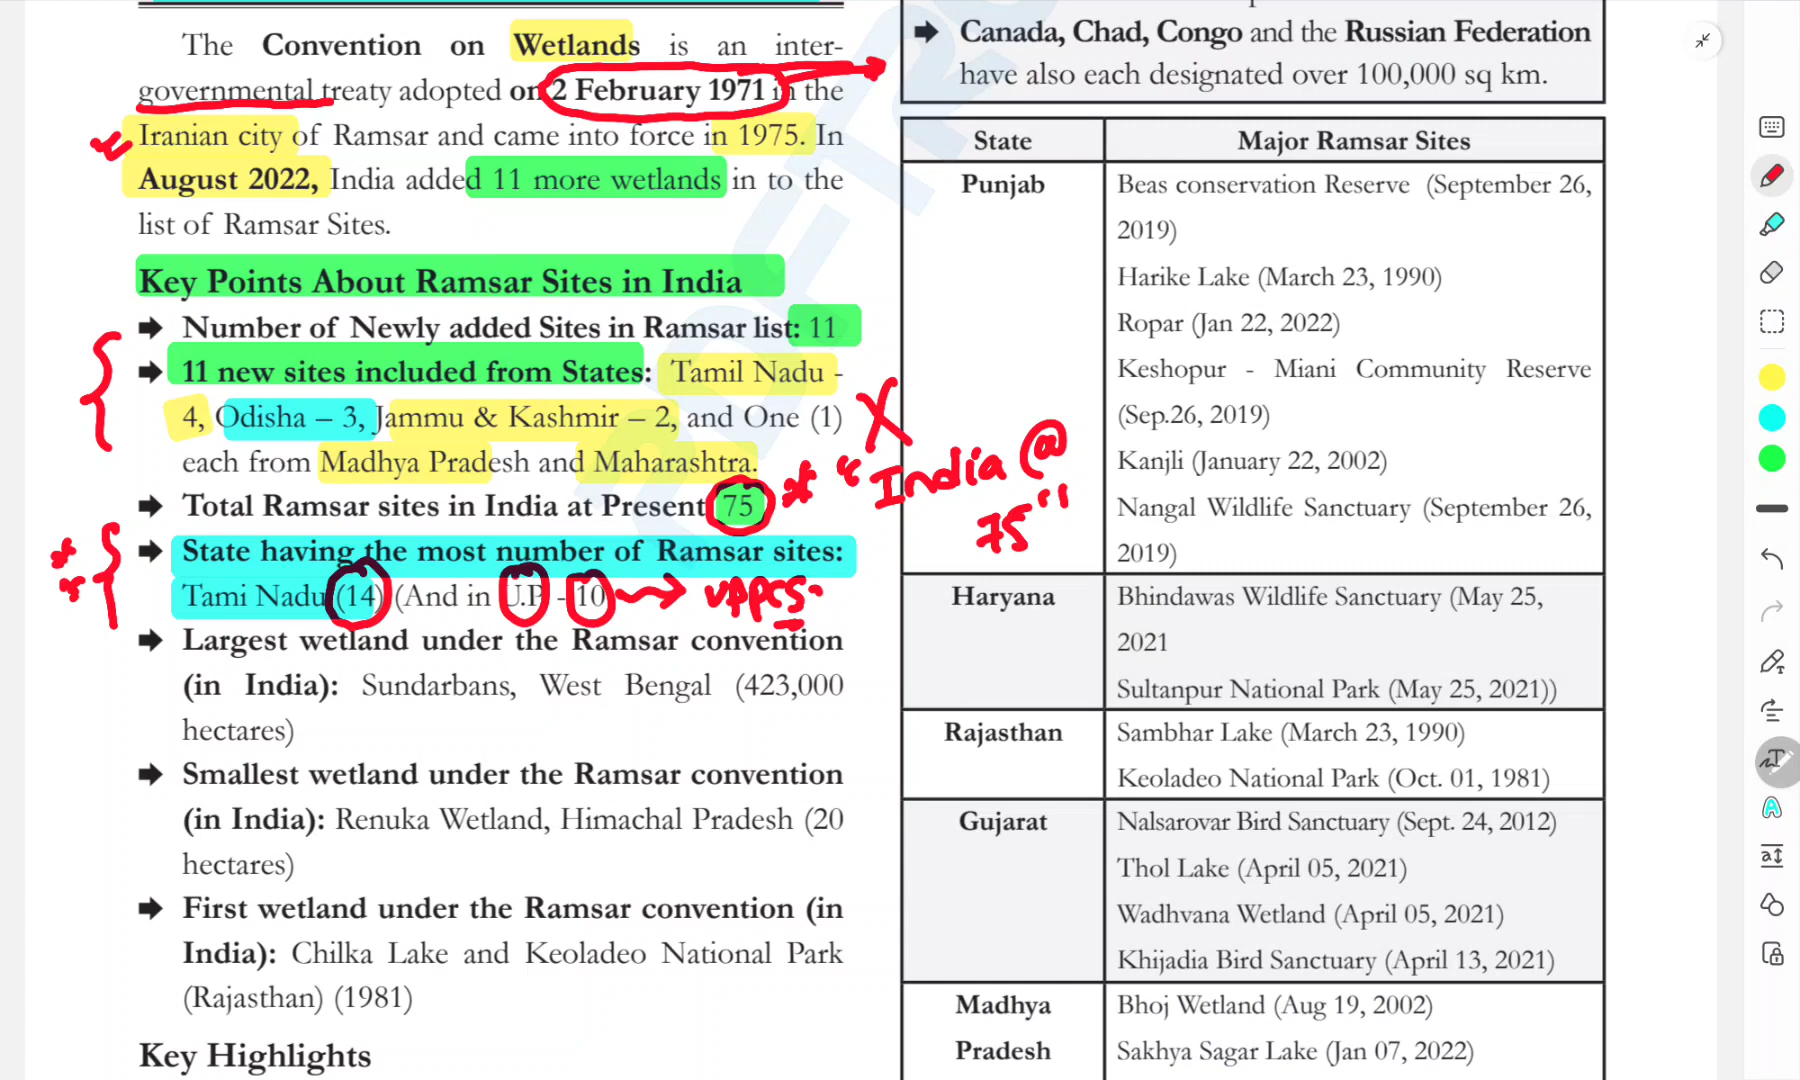 The Convention on Wetlands is an inter-
governmental treaty adopted on 2 February 1971 in the
Iranian city of Ramsar and came into force in 1975. In
August 2022, India added 11 more wetlands in to the
list of Ramsar Sites.
Key Points About Ramsar Sites in India
Number of Newly added Sites in Ramsar list: 11
11 new sites included from States: Tamil Nadu -
4, Odisha – 3, Jammu & Kashmir – 2, and One (1)
each from Madhya Pradesh and Maharashtra.
Total Ramsar sites in India at Present 75
"India @
75"
State having the most number of Ramsar sites:
Tami Nadu (14) (And in U.P - 10
UPPCS
Largest wetland under the Ramsar convention
(in India): Sundarbans, West Bengal (423,000
hectares)
Smallest wetland under the Ramsar convention
(in India): Renuka Wetland, Himachal Pradesh (20
hectares)
First wetland under the Ramsar convention (in
India): Chilka Lake and Keoladeo National Park
(Rajasthan) (1981)
Key Highlights
Canada, Chad, Congo and the Russian Federation
have also each designated over 100,000 sq km.
State Major Ramsar Sites
Punjab Beas conservation Reserve (September 26,
2019)
Harike Lake (March 23, 1990)
Ropar (Jan 22, 2022)
Keshopur - Miani Community Reserve
(Sep.26, 2019)
Kanjli (January 22, 2002)
Nangal Wildlife Sanctuary (September 26,
2019)
Haryana Bhindawas Wildlife Sanctuary (May 25,
2021
Sultanpur National Park (May 25, 2021))
Rajasthan Sambhar Lake (March 23, 1990)
Keoladeo National Park (Oct. 01, 1981)
Gujarat Nalsarovar Bird Sanctuary (Sept. 24, 2012)
Thol Lake (April 05, 2021)
Wadhvana Wetland (April 05, 2021)
Khijadia Bird Sanctuary (April 13, 2021)
Madhya Bhoj Wetland (Aug 19, 2002)
Pradesh Sakhya Sagar Lake (Jan 07, 2022)